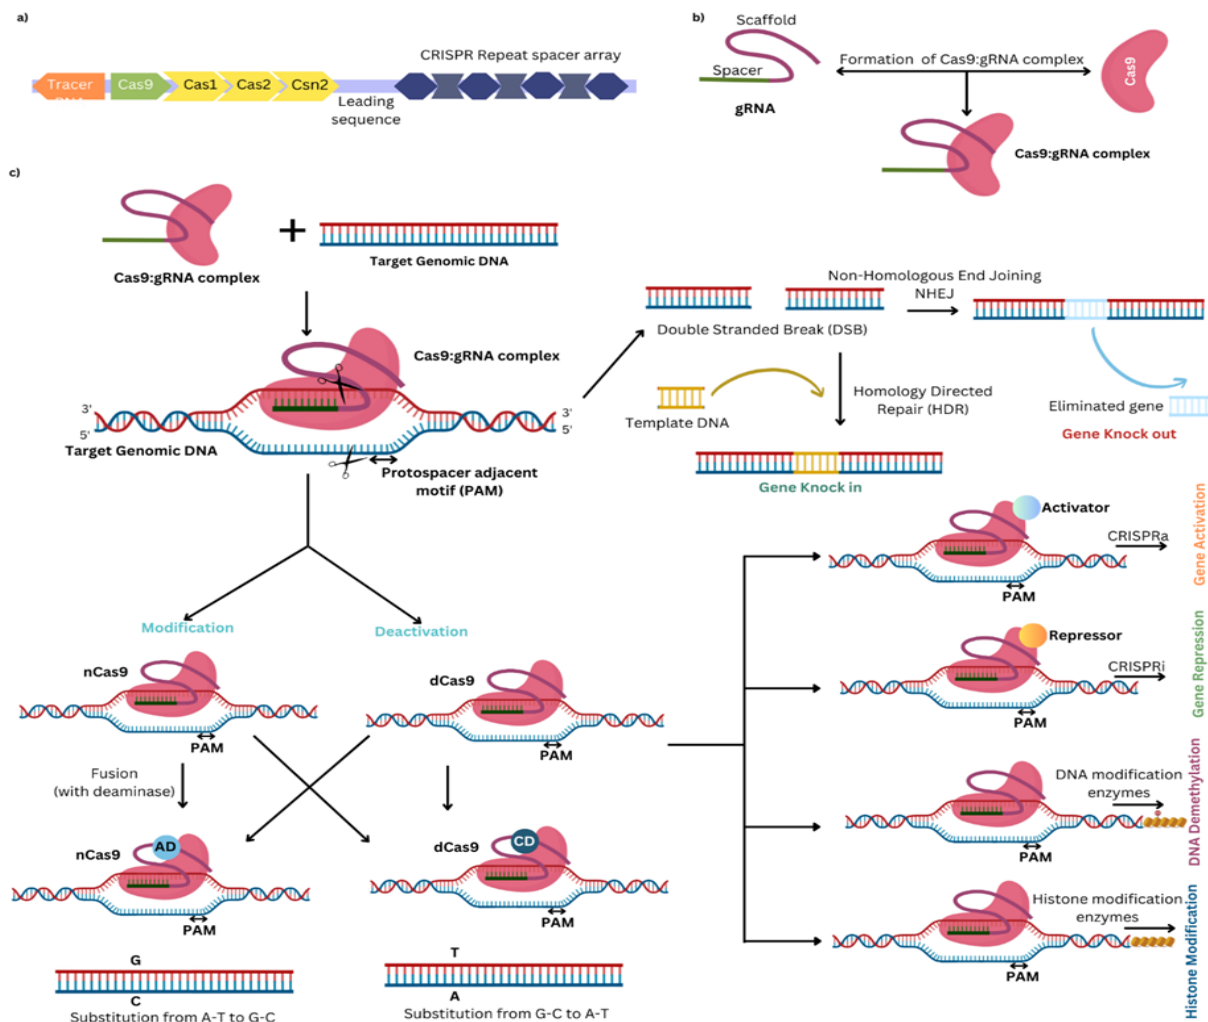 a)
Tracer
Cas9
Cas1
Cas2
Csn2
Leading
sequence
CRISPR Repeat spacer array
b)
Scaffold
Spacer
gRNA
Formation of Cas9:gRNA complex
Cas9
Cas9:gRNA complex
c)
Cas9:gRNA complex
Target Genomic DNA
Cas9:gRNA complex
3'
5'
3'
5'
Target Genomic DNA
Protospacer adjacent
motif (PAM)
Double Stranded Break (DSB)
Non-Homologous End Joining
NHEJ
Template DNA
Homology Directed
Repair (HDR)
Eliminated gene
Gene Knock out
Gene Knock in
Modification
Deactivation
nCas9
PAM
dCas9
PAM
Fusion
(with deaminase)
nCas9
AD
PAM
dCas9
CD
PAM
G
C
Substitution from A-T to G-C
T
A
Substitution from G-C to A-T
Activator
CRISPRa
PAM
Gene Activation
Repressor
CRISPRi
PAM
Gene Repression
DNA modification
enzymes
PAM
DNA Demethylation
Histone modification
enzymes
PAM
Histone Modification